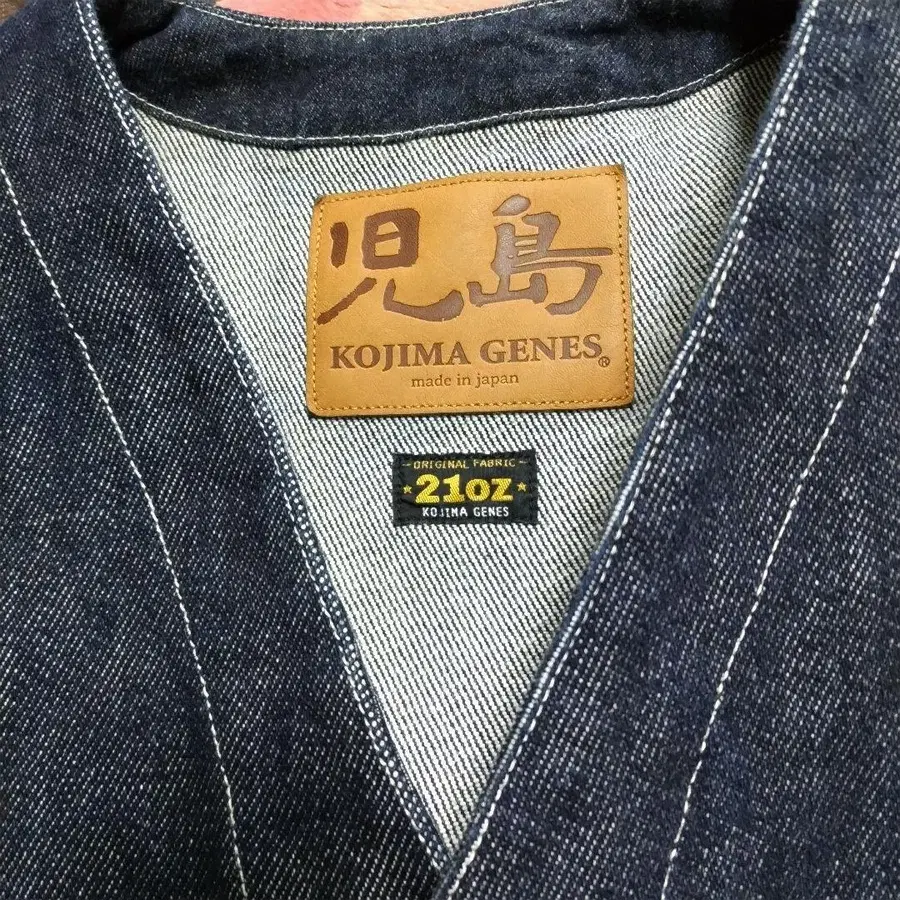 児島
KOJIMA GENES®
made in japan
ORIGINAL FABRIC
★21oz★
KOJIMA GENES